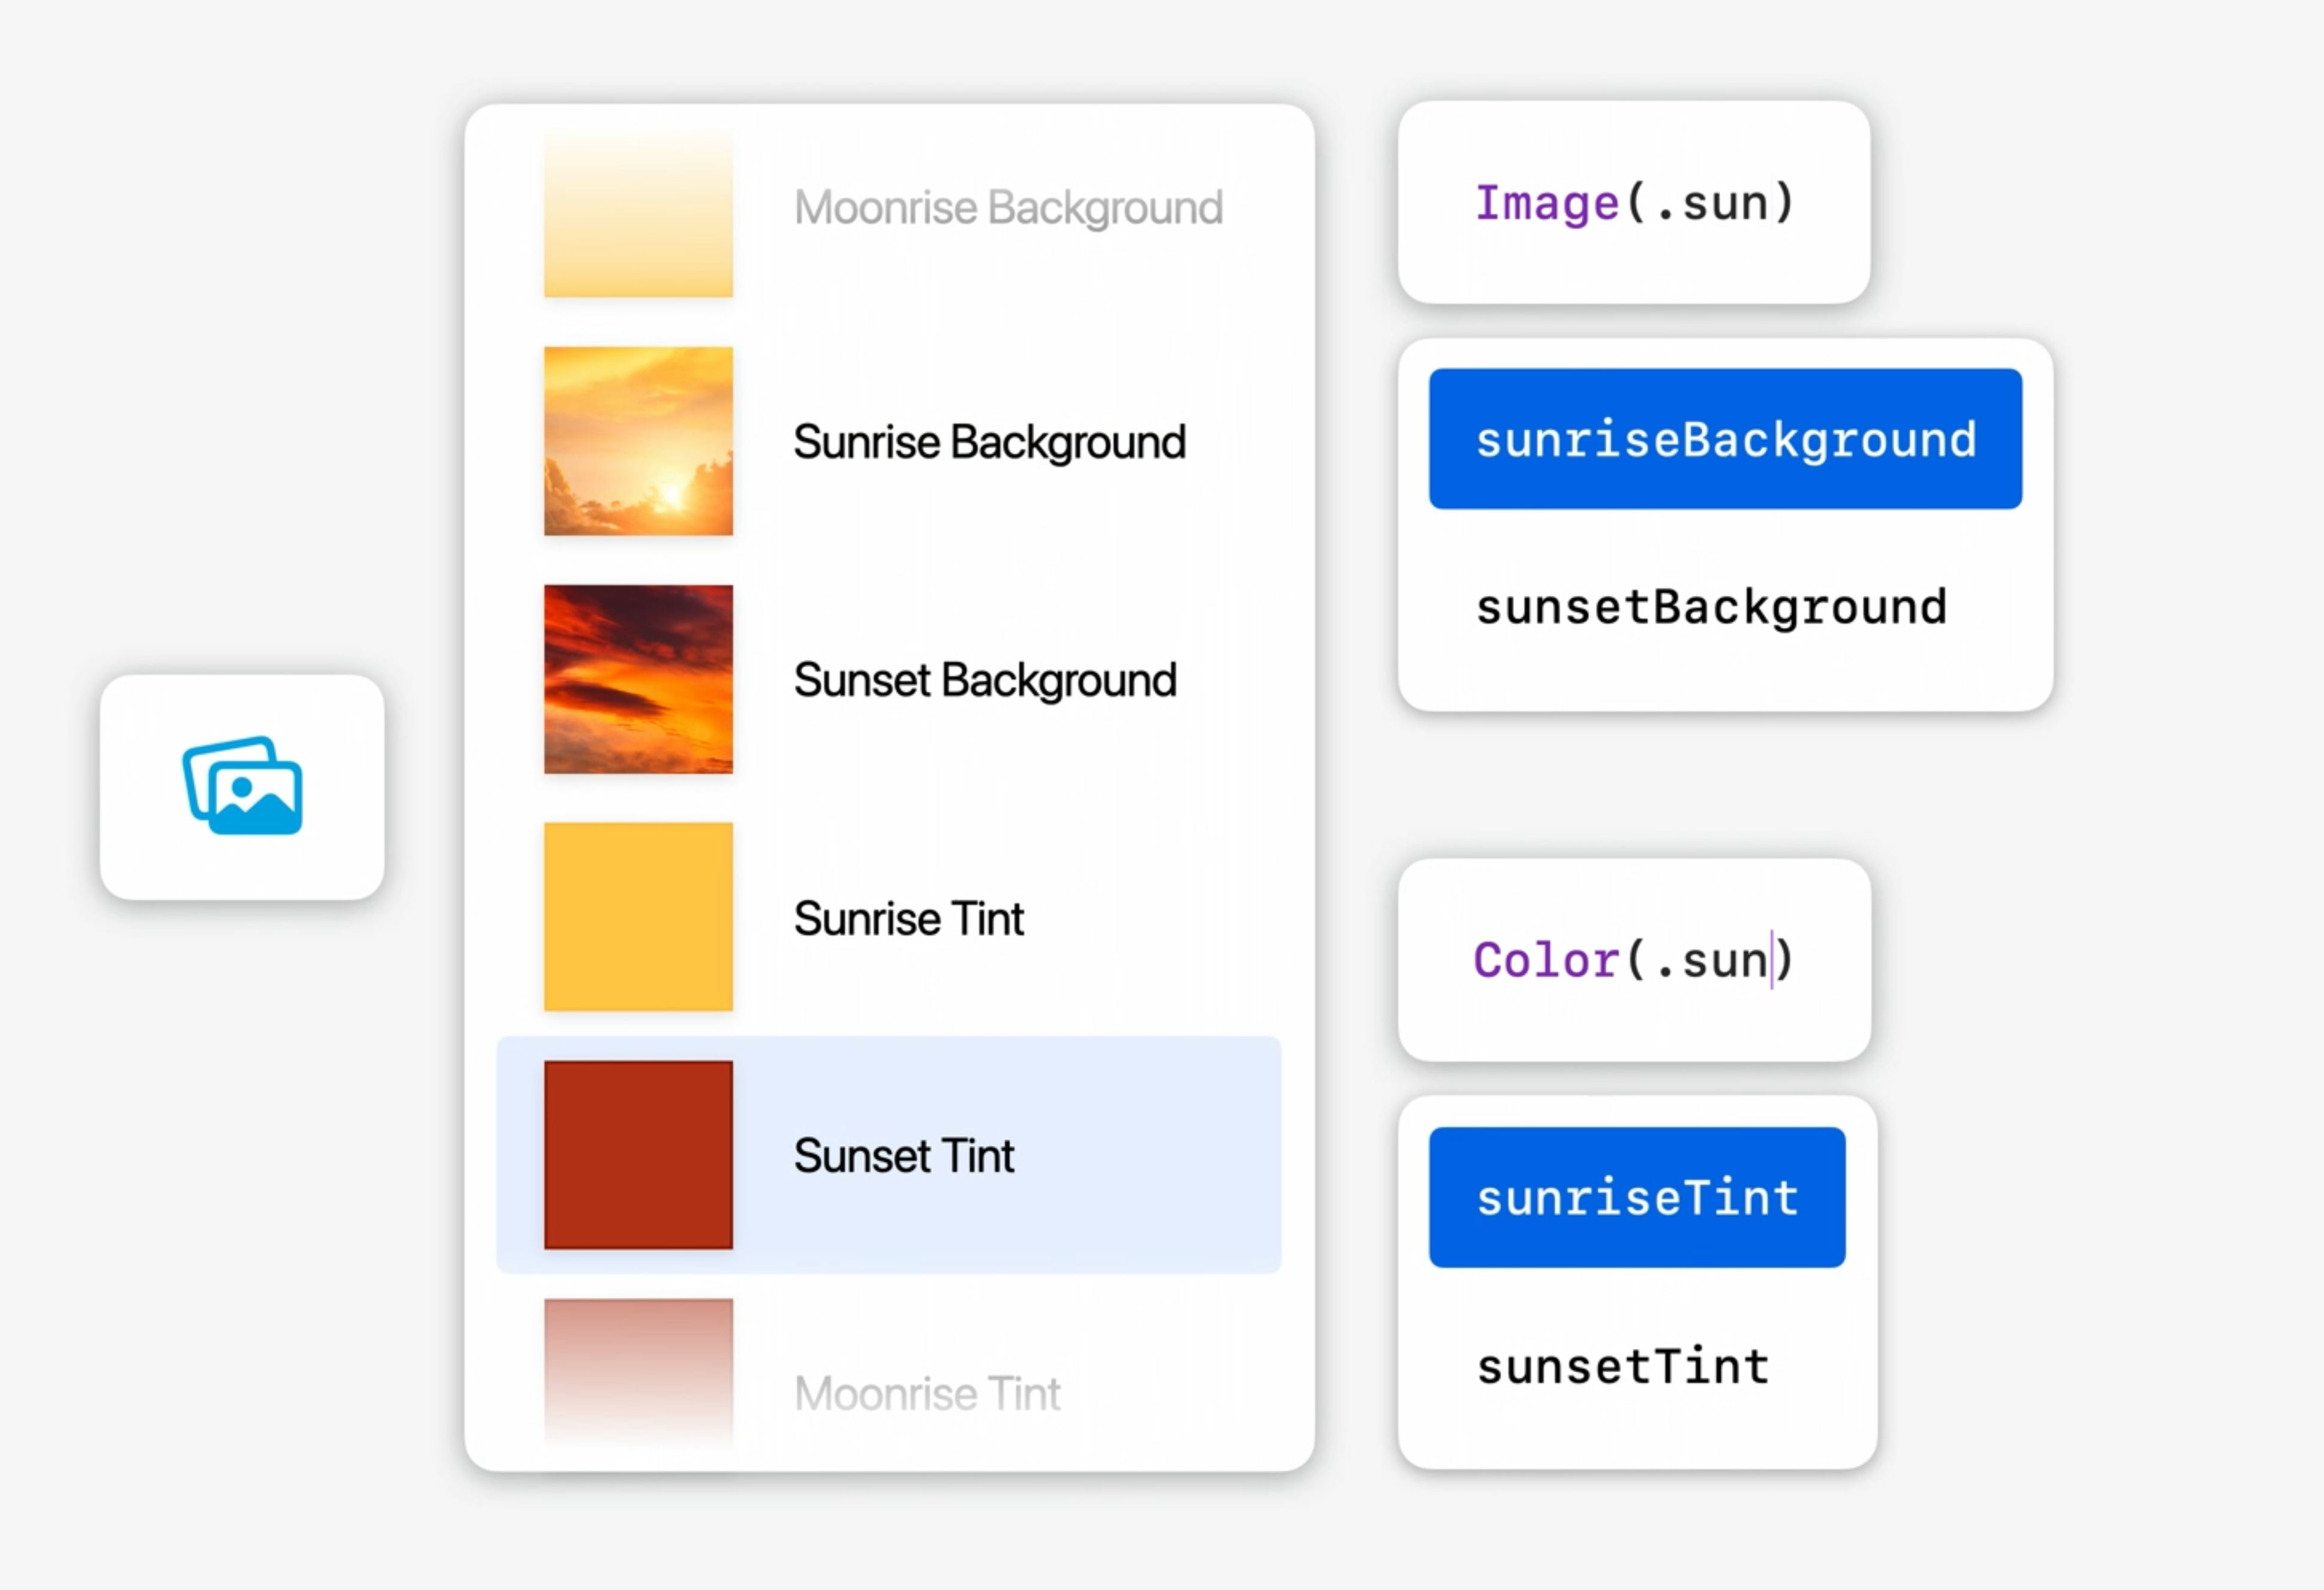 Moonrise Background
Sunrise Background
Sunset Background
Sunrise Tint
Sunset Tint
Moonrise Tint
Image(.sun)
sunriseBackground
sunsetBackground
Color(.sun)
sunriseTint
sunsetTint